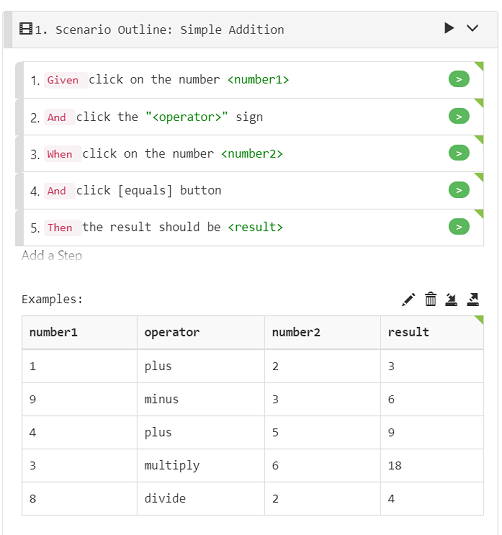 1. Scenario Outline: Simple Addition
1. Given click on the number <number1>
2. And click the "<operator>" sign
3. When click on the number <number2>
4. And click [equals] button
5. Then the result should be <result>
Add a Step
Examples:
number1 operator number2 result
1 plus 2 3
9 minus 3 6
4 plus 5 9
3 multiply 6 18
8 divide 2 4